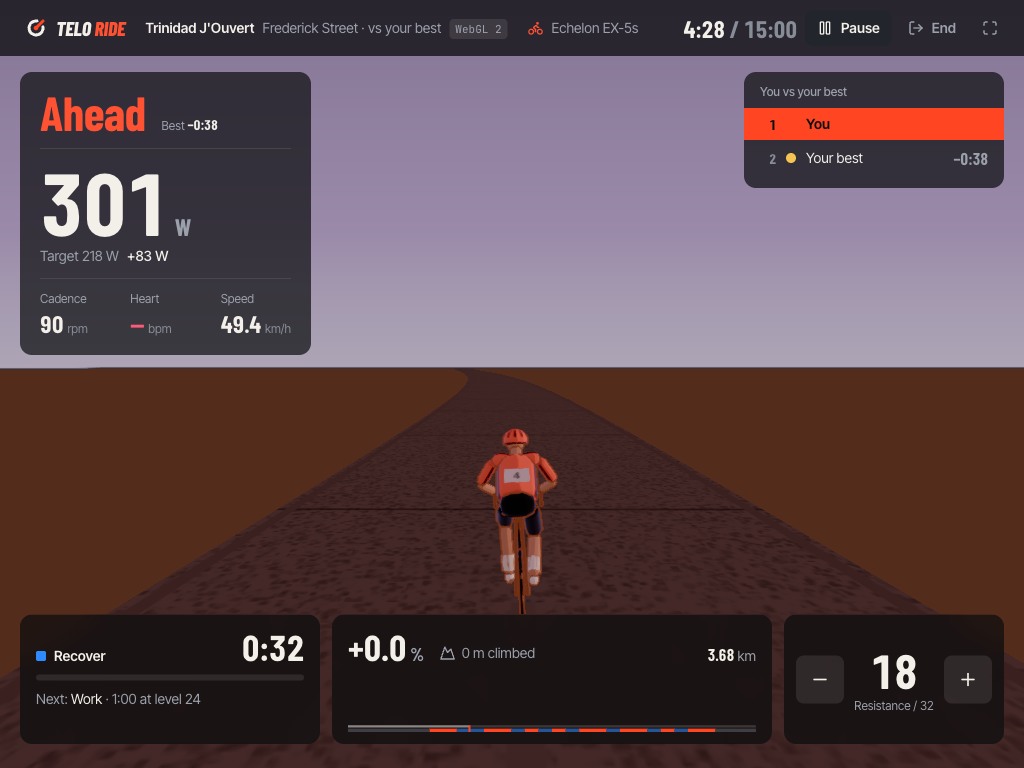 TELO RIDE
Trinidad J'Ouvert Frederick Street · vs your best WebGL 2
Echelon EX-5s
4:28 / 15:00
Pause
End
Ahead Best −0:38
301 W
Target 218 W +83 W
Cadence Heart Speed
90 rpm – bpm 49.4 km/h
You vs your best
1 You
2 Your best −0:38
4
Recover 0:32
Next: Work · 1:00 at level 24
+0.0 % 0 m climbed 3.68 km
− 18 +
Resistance / 32